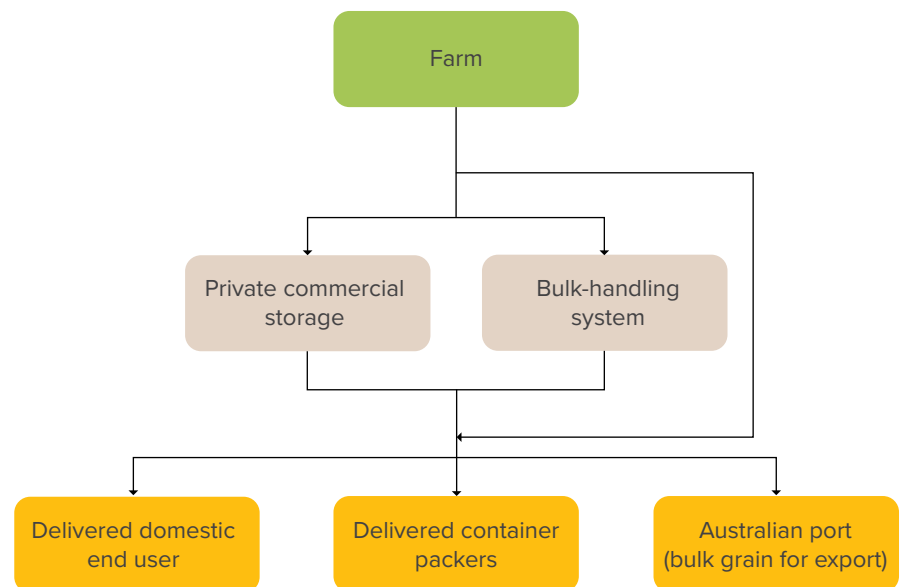 Farm
Private commercial
storage
Bulk-handling
system
Delivered domestic
end user
Delivered container
packers
Australian port
(bulk grain for export)